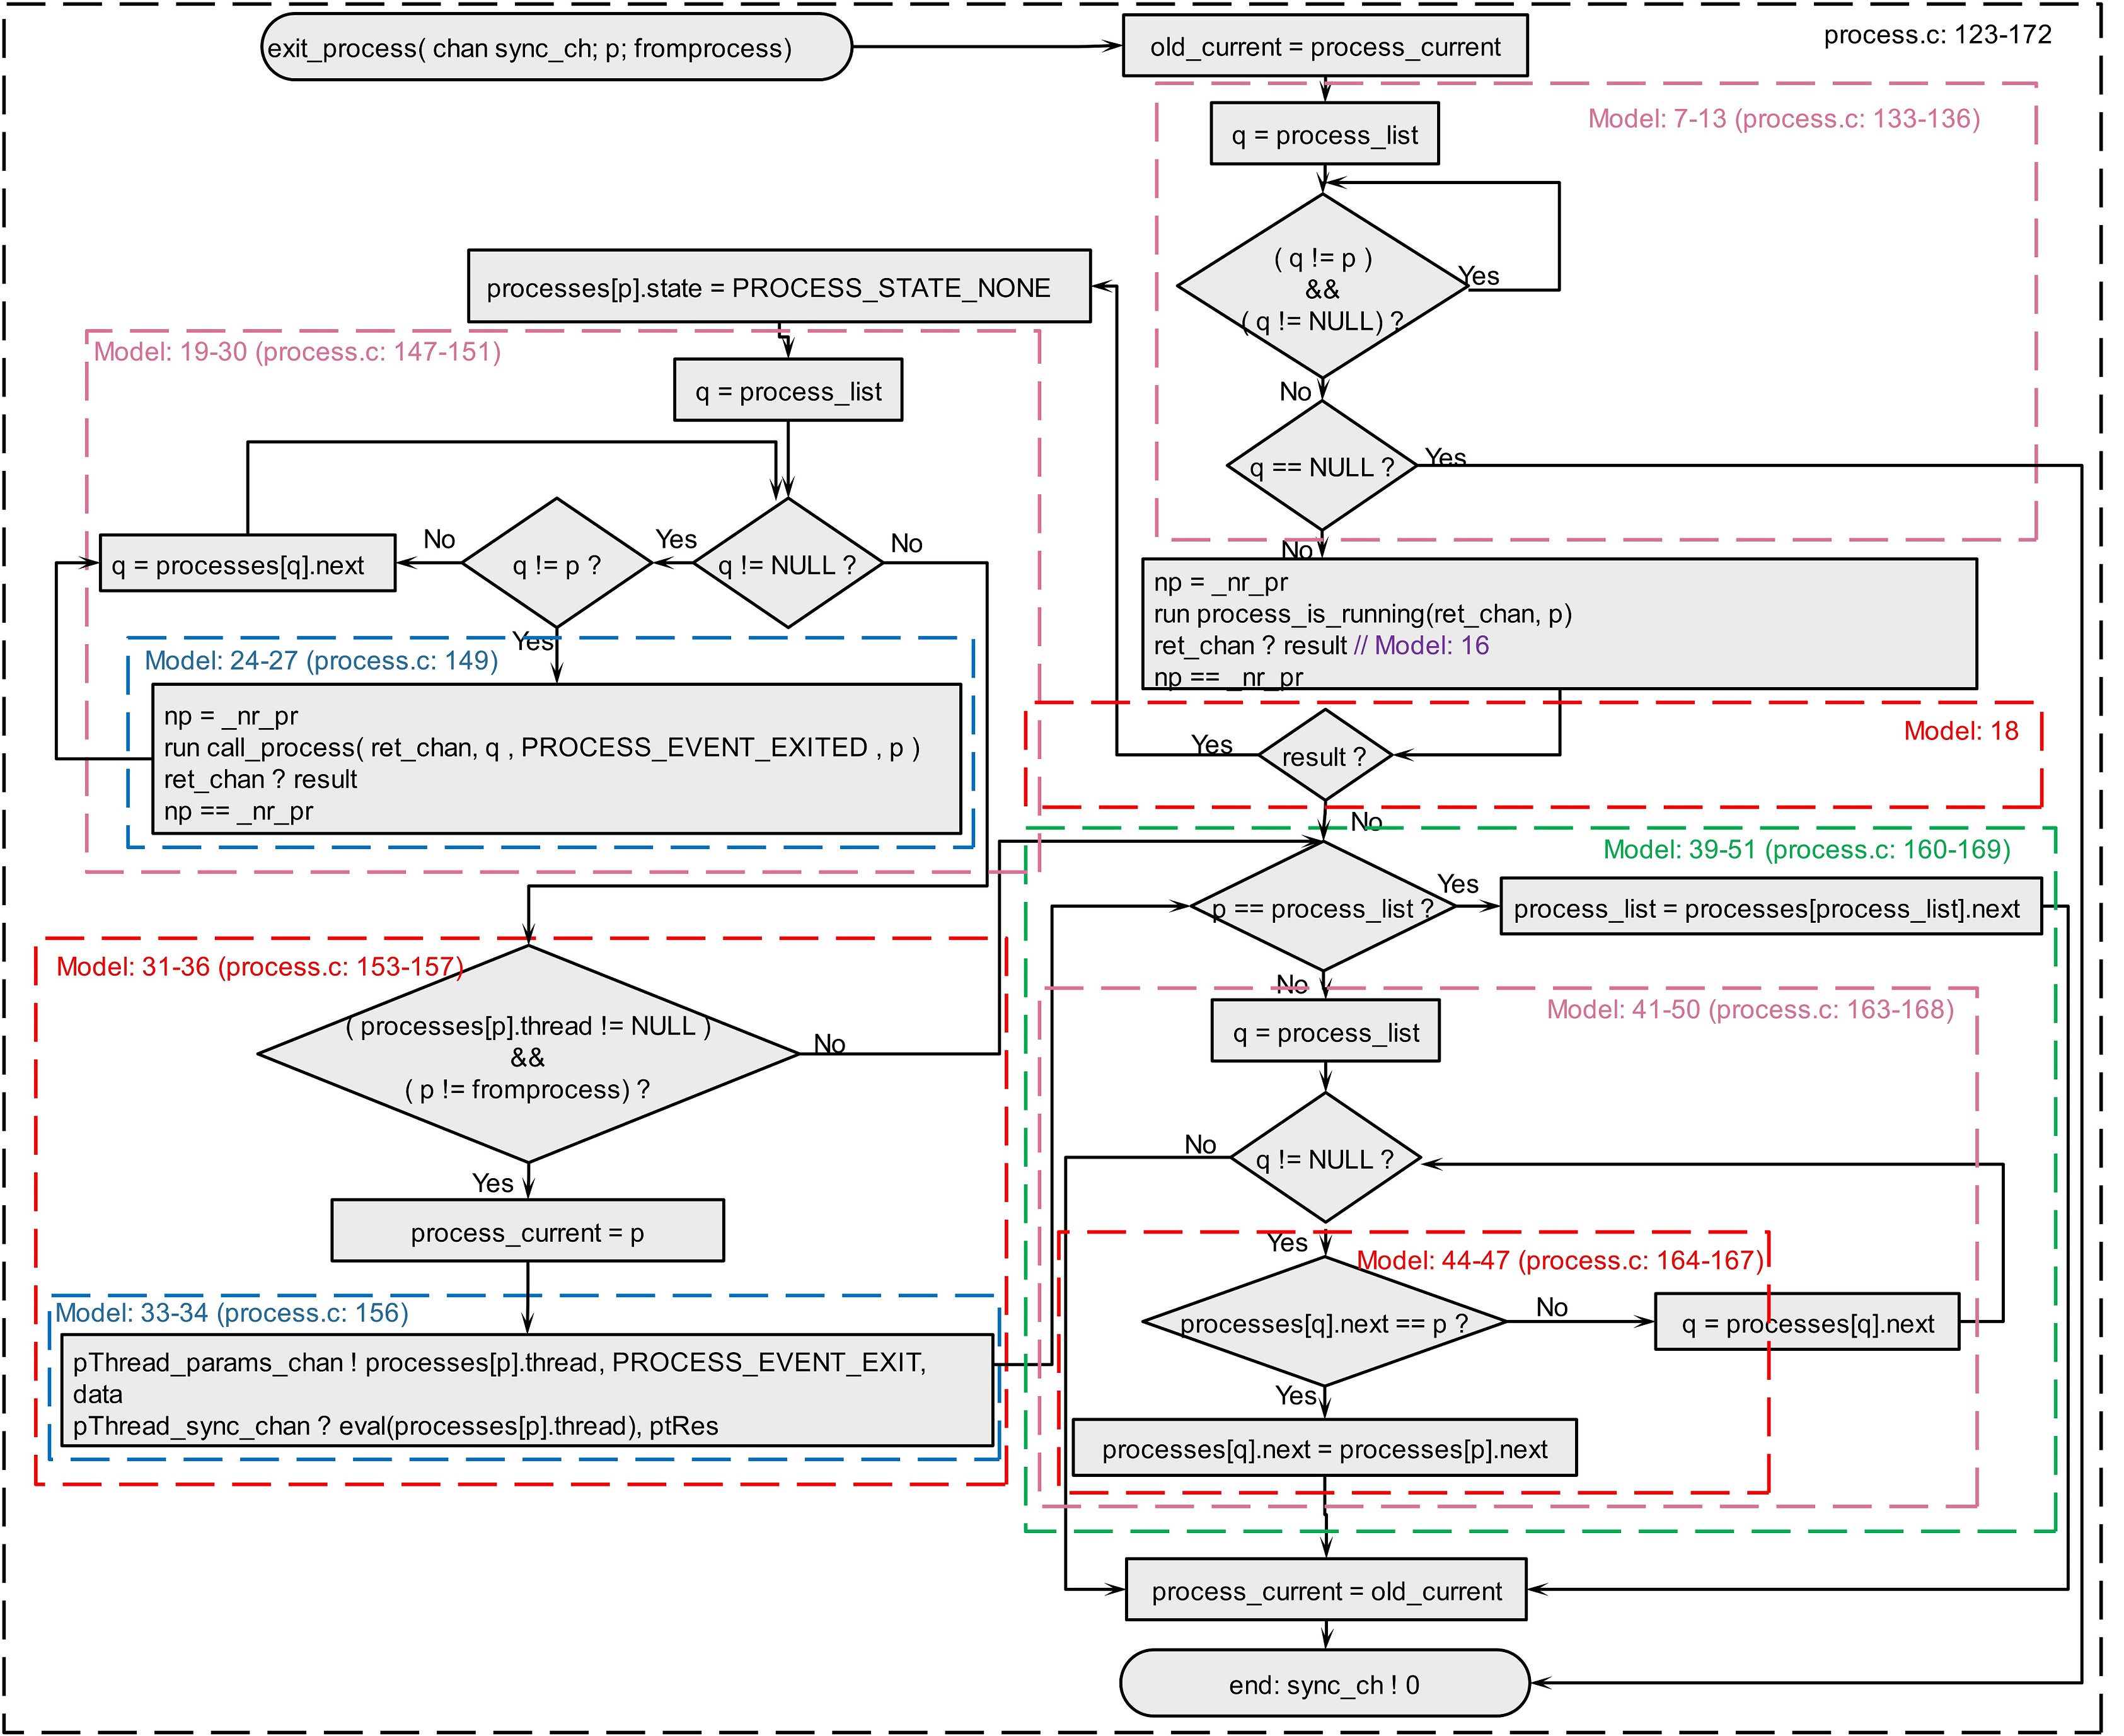 exit_process( chan sync_ch; p; fromprocess)
old_current = process_current
process.c: 123-172
Model: 7-13 (process.c: 133-136)
q = process_list
( q != p )
&&
( q != NULL) ?
Yes
No
q == NULL ?
Yes
No
np = _nr_pr
run process_is_running(ret_chan, p)
ret_chan ? result // Model: 16
np == _nr_pr
Model: 18
result ?
Yes
No
processes[p].state = PROCESS_STATE_NONE
Model: 19-30 (process.c: 147-151)
q = process_list
q != NULL ?
No
Yes
q != p ?
No
q = processes[q].next
Yes
Model: 24-27 (process.c: 149)
np = _nr_pr
run call_process( ret_chan, q , PROCESS_EVENT_EXITED , p )
ret_chan ? result
np == _nr_pr
Model: 31-36 (process.c: 153-157)
( processes[p].thread != NULL )
&&
( p != fromprocess) ?
No
Yes
process_current = p
Model: 33-34 (process.c: 156)
pThread_params_chan ! processes[p].thread, PROCESS_EVENT_EXIT,
data
pThread_sync_chan ? eval(processes[p].thread), ptRes
Model: 39-51 (process.c: 160-169)
p == process_list ?
Yes
process_list = processes[process_list].next
No
Model: 41-50 (process.c: 163-168)
q = process_list
q != NULL ?
No
Yes
Model: 44-47 (process.c: 164-167)
processes[q].next == p ?
No
q = processes[q].next
Yes
processes[q].next = processes[p].next
process_current = old_current
end: sync_ch ! 0